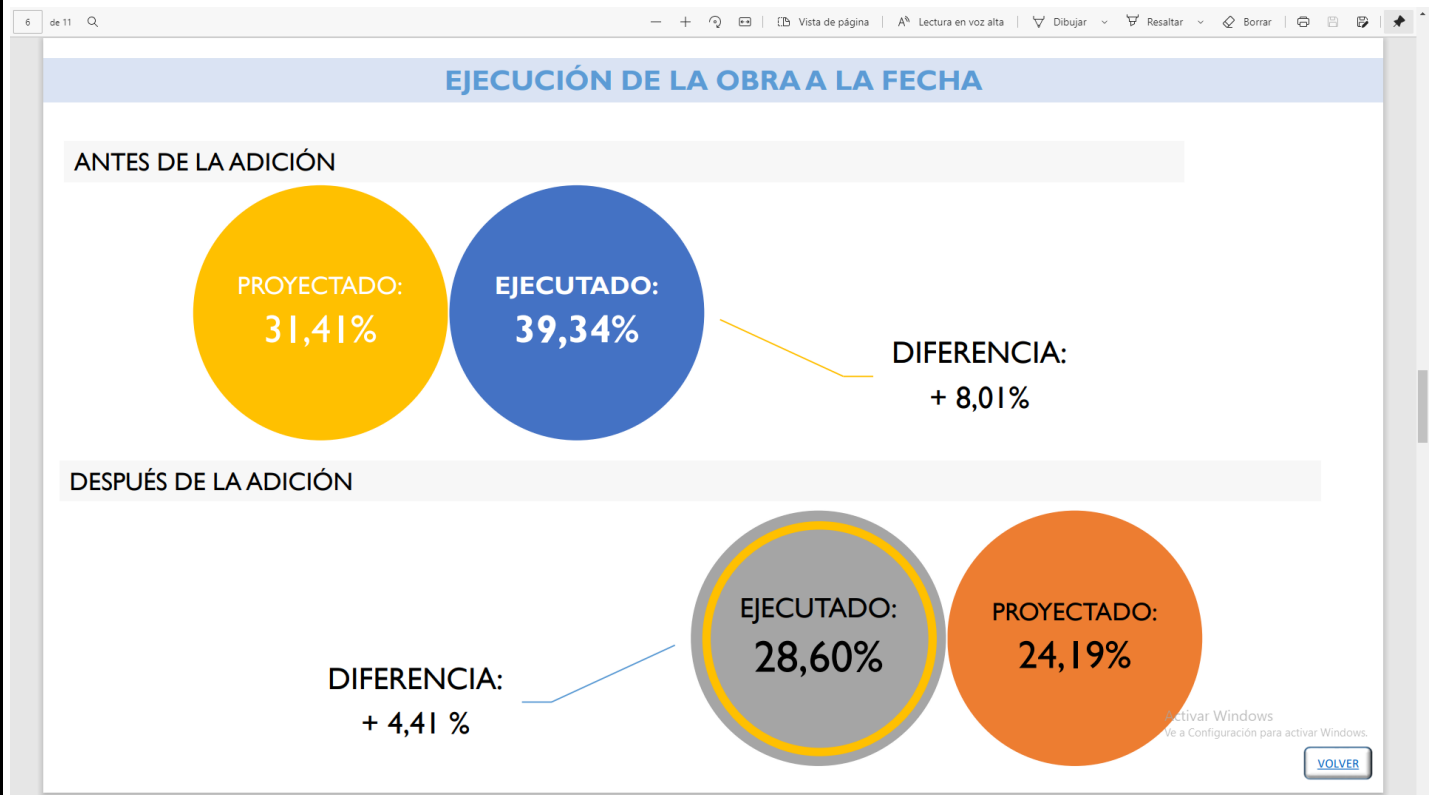 6 de 11 Vista de página Lectura en voz alta Dibujar Resaltar Borrar
EJECUCIÓN DE LA OBRA A LA FECHA
ANTES DE LA ADICIÓN
PROYECTADO:
31,41%
EJECUTADO:
39,34%
DIFERENCIA:
+ 8,01%
DESPUÉS DE LA ADICIÓN
EJECUTADO:
28,60%
PROYECTADO:
24,19%
DIFERENCIA:
+ 4,41 %
Activar Windows
Ve a Configuración para activar Windows.
VOLVER